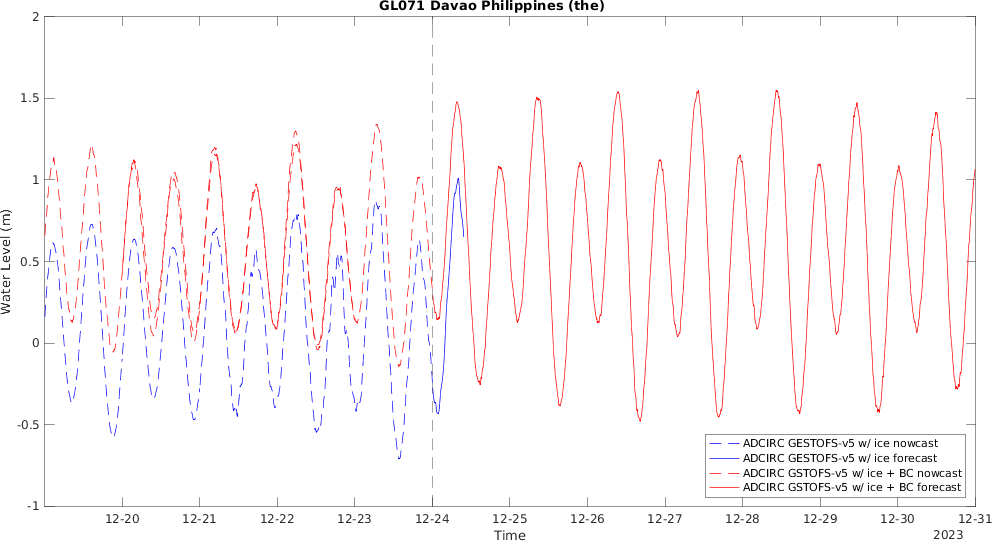 GL071 Davao Philippines (the)
2
1.5
1
0.5
0
-0.5
-1
Water Level (m)
12-20
12-21
12-22
12-23
12-24
12-25
12-26
12-27
12-28
12-29
12-30
12-31
Time
2023
ADCIRC GESTOFS-v5 w/ ice nowcast
ADCIRC GESTOFS-v5 w/ ice forecast
ADCIRC GSTOFS-v5 w/ ice + BC nowcast
ADCIRC GSTOFS-v5 w/ ice + BC forecast